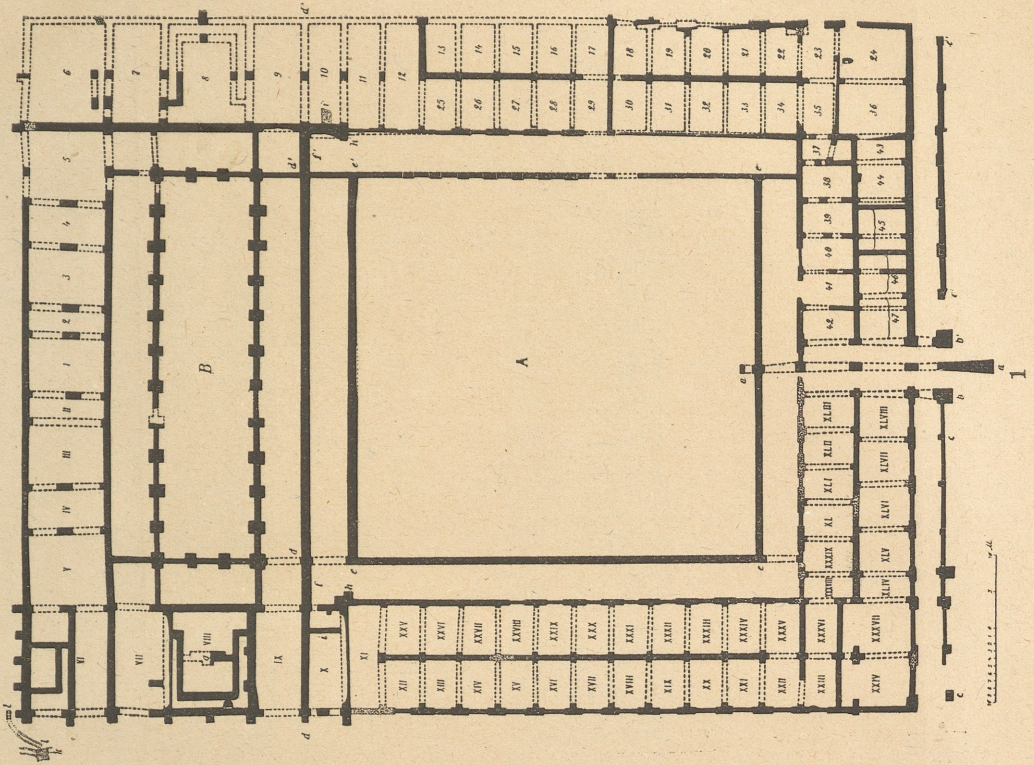 l
i
k
V IV III II I 2 3 4 5 6
VI
VII 7
VIII B 8
a
IX 9
d d d' d'
X f f' 10
i i'
h h'
XI e e' 11
XII XXV 12
XIII XXVI 25 13
XIV XXVII 26 14
XV XXVIII A 27 15
XVI XXIX 28 16
XVII XXX 29 17
XVIII XXXI 30 18
XIX XXXII 31 19
XX XXXIII 32 20
XXI XXXIV a 33 21
XXII XXXV e e' 34 22
XXIII XXXVI XXXIX XL XLI XLII XLIII 42 41 40 39 38 37 35 23
XXIV XXXVII XLIV XLV XLVI XLVII XLVIII 47 46 45 44 43 36 24
c c c' c'
b b'
a
1